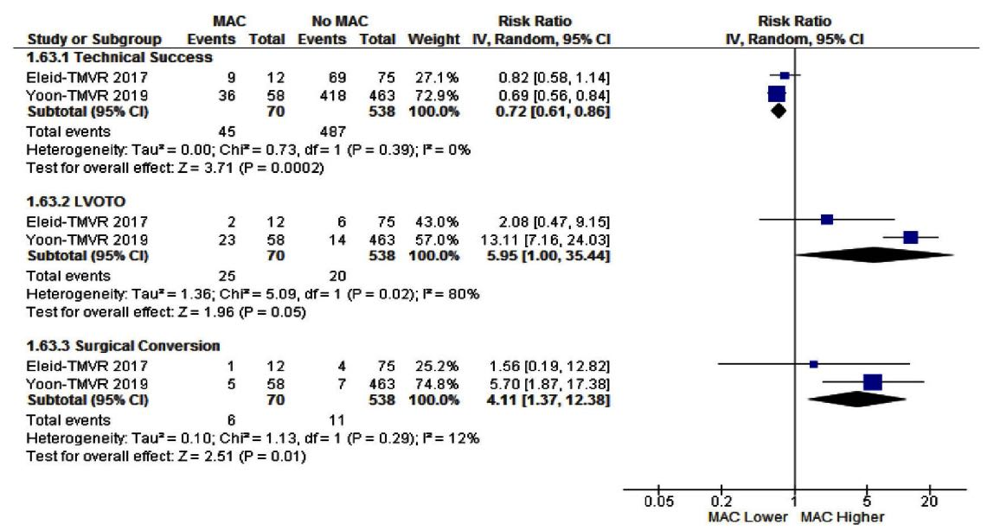 MAC No MAC Risk Ratio Risk Ratio
Study or Subgroup Events Total Events Total Weight IV, Random, 95% CI IV, Random, 95% CI
1.63.1 Technical Success
Eleid-TMVR 2017 9 12 69 75 27.1% 0.82 [0.58, 1.14]
Yoon-TMVR 2019 36 58 418 463 72.9% 0.69 [0.56, 0.84]
Subtotal (95% CI) 70 538 100.0% 0.72 [0.61, 0.86]
Total events 45 487
Heterogeneity: Tau² = 0.00; Chi² = 0.73, df = 1 (P = 0.39); I² = 0%
Test for overall effect: Z = 3.71 (P = 0.0002)
1.63.2 LVOTO
Eleid-TMVR 2017 2 12 6 75 43.0% 2.08 [0.47, 9.15]
Yoon-TMVR 2019 23 58 14 463 57.0% 13.11 [7.16, 24.03]
Subtotal (95% CI) 70 538 100.0% 5.95 [1.00, 35.44]
Total events 25 20
Heterogeneity: Tau² = 1.36; Chi² = 5.09, df = 1 (P = 0.02); I² = 80%
Test for overall effect: Z = 1.96 (P = 0.05)
1.63.3 Surgical Conversion
Eleid-TMVR 2017 1 12 4 75 25.2% 1.56 [0.19, 12.82]
Yoon-TMVR 2019 5 58 7 463 74.8% 5.70 [1.87, 17.38]
Subtotal (95% CI) 70 538 100.0% 4.11 [1.37, 12.38]
Total events 6 11
Heterogeneity: Tau² = 0.10; Chi² = 1.13, df = 1 (P = 0.29); I² = 12%
Test for overall effect: Z = 2.51 (P = 0.01)
0.05 0.2 1 5 20
MAC Lower MAC Higher